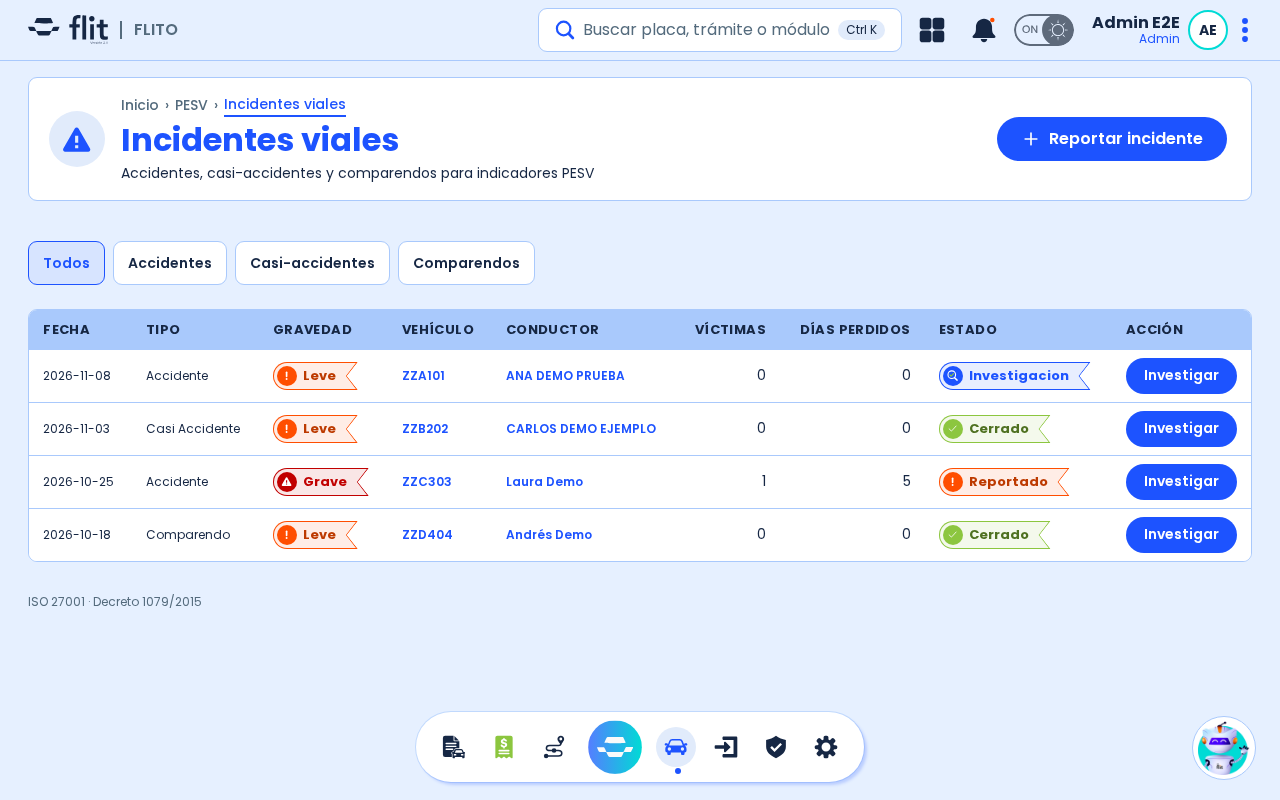 flit
FLITO
Buscar placa, trámite o módulo
Ctrl K
ON
Admin E2E
Admin
AE
Inicio › PESV › Incidentes viales
Incidentes viales
Accidentes, casi-accidentes y comparendos para indicadores PESV
Reportar incidente
Todos
Accidentes
Casi-accidentes
Comparendos
FECHA TIPO GRAVEDAD VEHÍCULO CONDUCTOR VÍCTIMAS DÍAS PERDIDOS ESTADO ACCIÓN
2026-11-08 Accidente Leve ZZA101 ANA DEMO PRUEBA 0 0 Investigacion Investigar
2026-11-03 Casi Accidente Leve ZZB202 CARLOS DEMO EJEMPLO 0 0 Cerrado Investigar
2026-10-25 Accidente Grave ZZC303 Laura Demo 1 5 Reportado Investigar
2026-10-18 Comparendo Leve ZZD404 Andrés Demo 0 0 Cerrado Investigar
ISO 27001 · Decreto 1079/2015